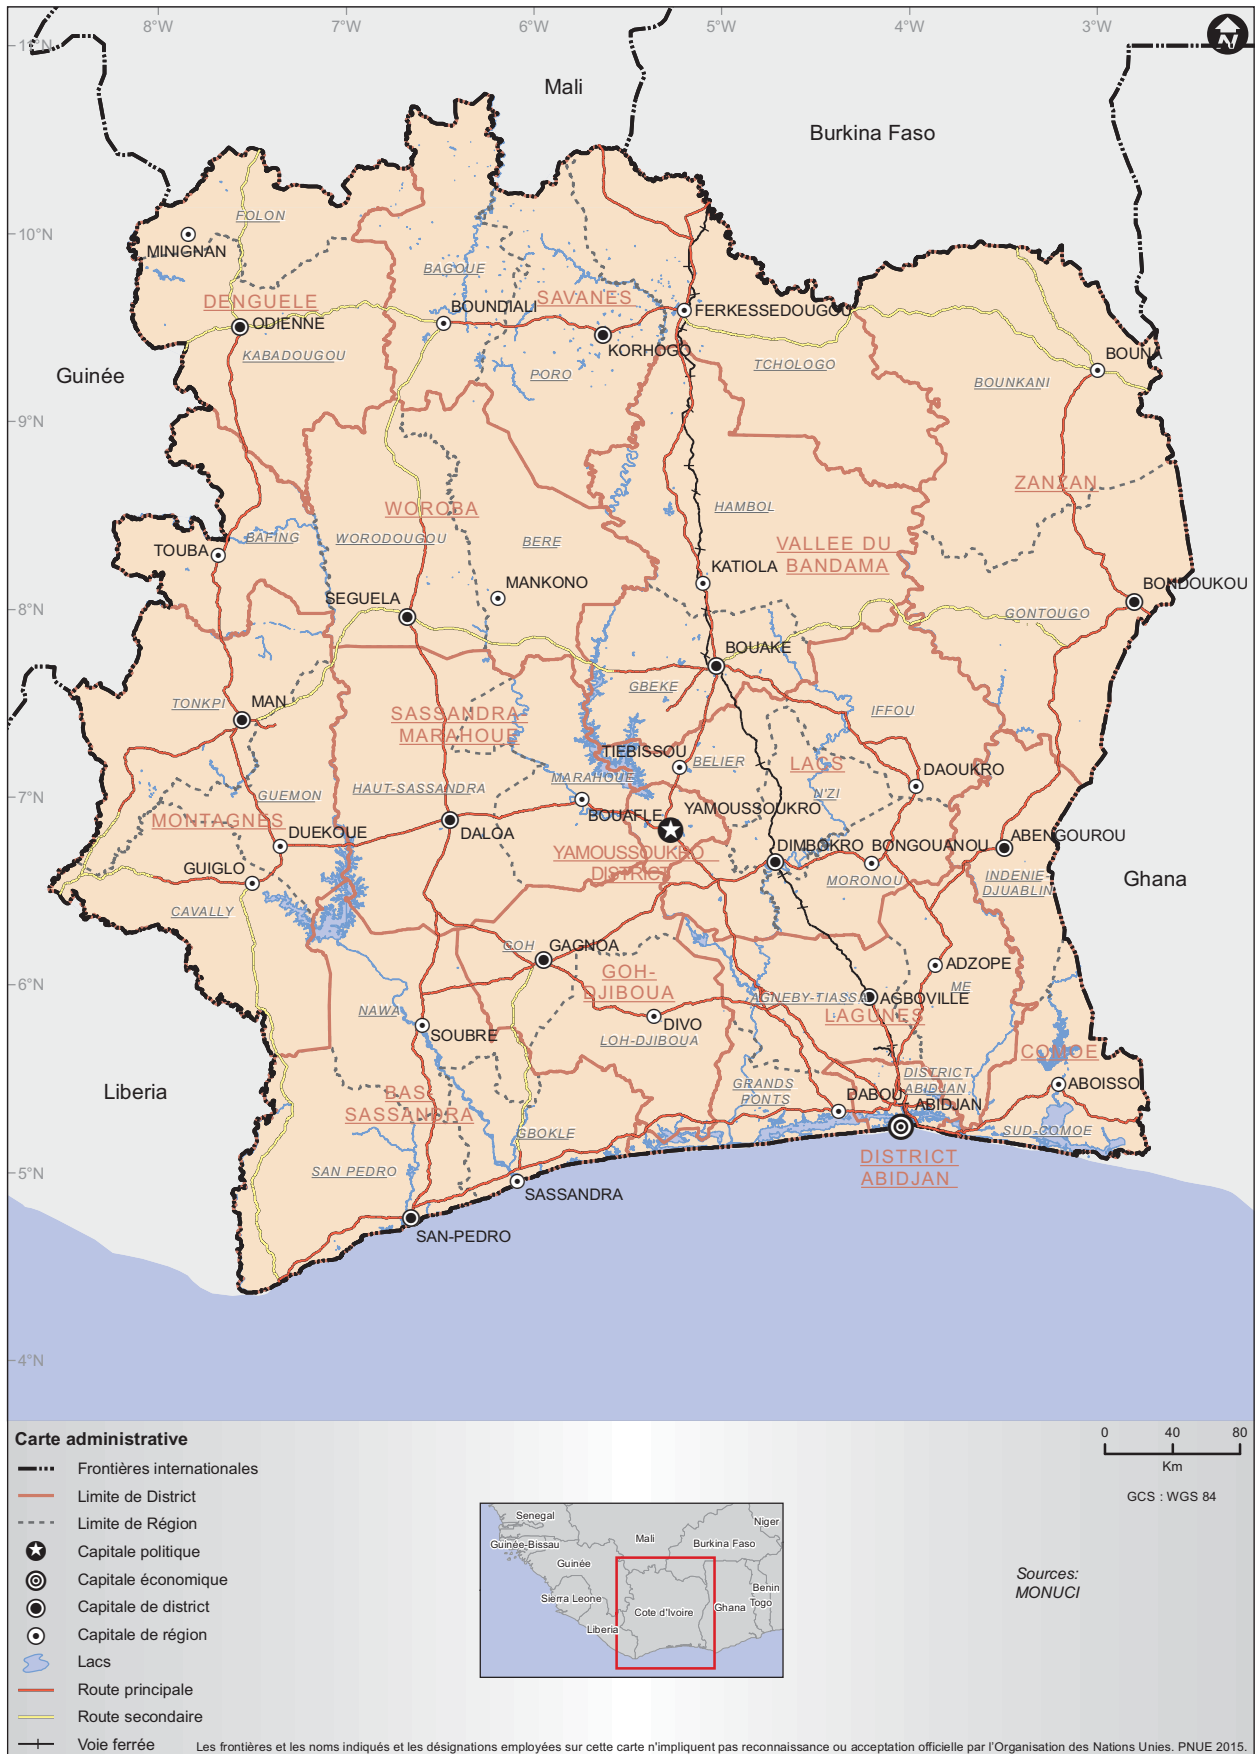 8°W
7°W
6°W
5°W
4°W
3°W
11°N
N
Mali
Burkina Faso
FOLON
10°N
MINIGNAN
BAGOUE
DENGUELE
SAVANES
BOUNDIALI
FERKESSEDOUGOU
ODIENNE
KORHOGO
KABADOUGOU
BOUNA
TCHOLOGO
PORO
Guinée
BOUNKANI
9°N
ZANZAN
WOROBA
HAMBOL
BAFING
WORODOUGOU
BERE
VALLEE DU
BANDAMA
TOUBA
KATIOLA
MANKONO
BONDOUKOU
SEGUELA
8°N
GONTOUGO
BOUAKE
GBEKE
TONKPI
MAN
IFFOU
SASSANDRA-
MARAHOUE
TIEBISSOU
BELIER
LACS
DAOUKRO
MARAHOUE
HAUT-SASSANDRA
N'ZI
GUEMON
7°N
YAMOUSSOUKRO
BOUAFLE
MONTAGNES
DUEKOUE
DALOA
ABENGOUROU
DIMBOKRO
BONGOUANOU
YAMOUSSOUKRO
DISTRICT
GUIGLO
MORONOU
INDENIE-
DJUABLIN
Ghana
CAVALLY
GOH
GAGNOA
ADZOPE
GOH-
DJIBOUA
6°N
ME
AGNEBY-TIASSA
AGBOVILLE
NAWA
LAGUNES
DIVO
SOUBRE
LOH-DJIBOUA
COMOE
DISTRICT
ABIDJAN
GRANDS
PONTS
ABOISSO
Liberia
BAS
SASSANDRA
DABOU
ABIDJAN
GBOKLE
SUD-COMOE
DISTRICT
ABIDJAN
SAN PEDRO
5°N
SASSANDRA
SAN-PEDRO
4°N
Carte administrative
Frontières internationales
Limite de District
Limite de Région
Capitale politique
Capitale économique
Capitale de district
Capitale de région
Lacs
Route principale
Route secondaire
Voie ferrée
Senegal
Guinée-Bissau
Guinée
Sierra Leone
Liberia
Mali
Niger
Burkina Faso
Benin
Togo
Ghana
Cote d'Ivoire
0 40 80
Km
GCS : WGS 84
Sources:
MONUCI
Les frontières et les noms indiqués et les désignations employées sur cette carte n'impliquent pas reconnaissance ou acceptation officielle par l'Organisation des Nations Unies. PNUE 2015.